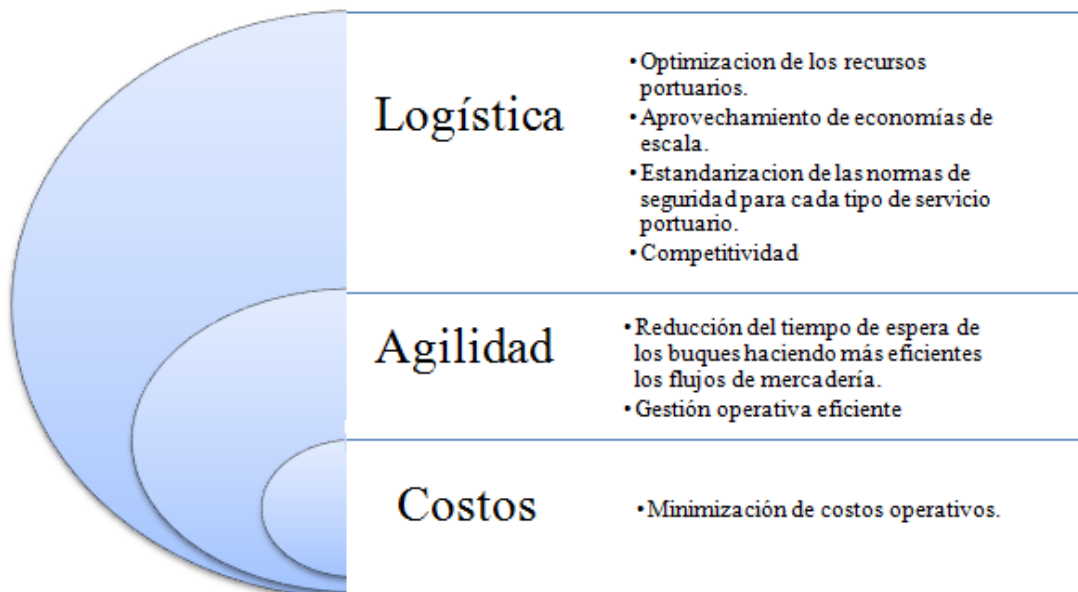 Logística
•Optimizacion de los recursos
portuarios.
•Aprovechamiento de economías de
escala.
•Estandarizacion de las normas de
seguridad para cada tipo de servicio
portuario.
•Competitividad
Agilidad
•Reducción del tiempo de espera de
los buques haciendo más eficientes
los flujos de mercadería.
•Gestión operativa eficiente
Costos
•Minimización de costos operativos.